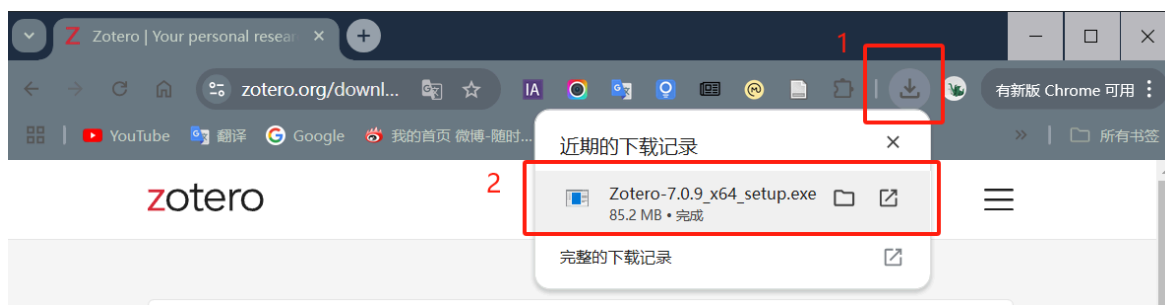 Z Zotero | Your personal resear
1
zotero.org/downl...
IA
有新版 Chrome 可用
YouTube 翻译 G Google 我的首页 微博-随时... » 所有书签
近期的下载记录
zotero
2
Zotero-7.0.9_x64_setup.exe
85.2 MB • 完成
完整的下载记录